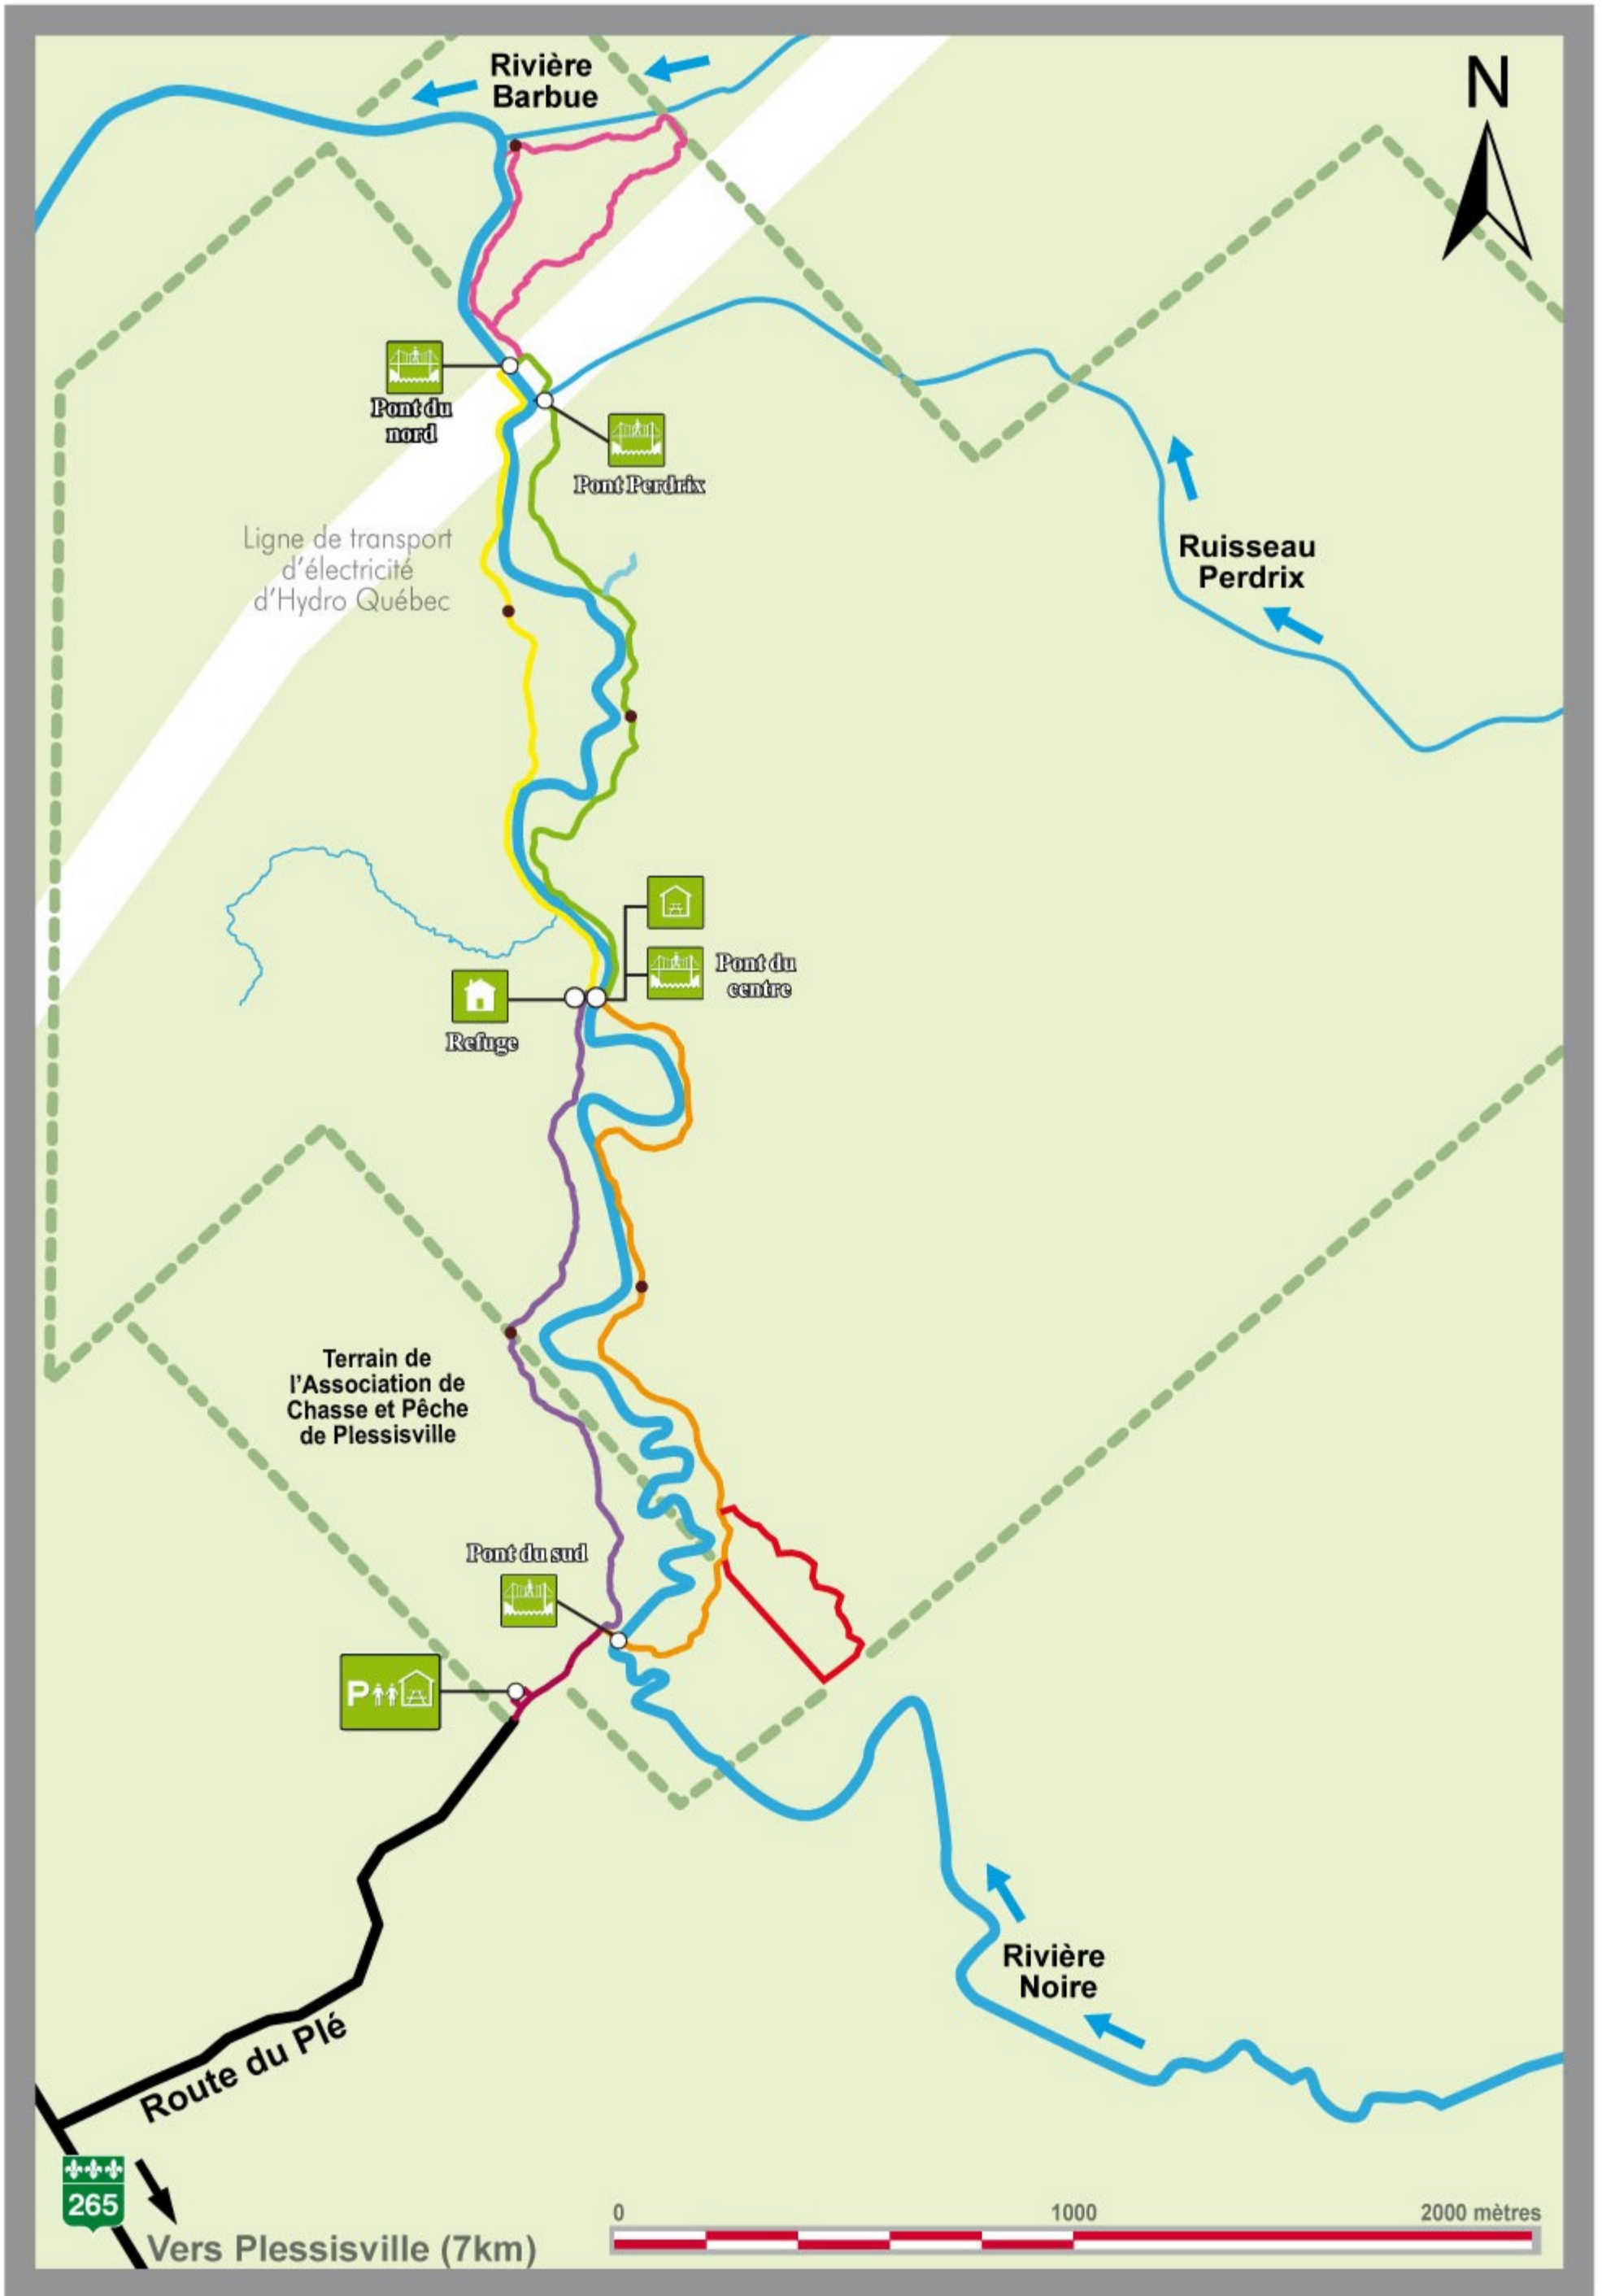 Rivière
Barbue
N
Pont du
nord
Pont Perdrix
Ligne de transport
d'électricité
d'Hydro Québec
Ruisseau
Perdrix
Pont du
centre
Refuge
Terrain de
l'Association de
Chasse et Pêche
de Plessisville
Pont du sud
P
Rivière
Noire
Route du Plé
265
Vers Plessisville (7km)
0 1000 2000 mètres